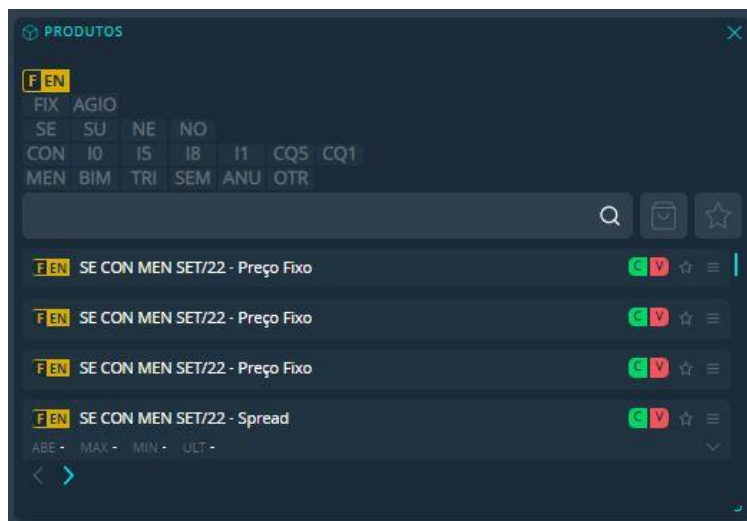 PRODUTOS
F EN
FIX AGIO
SE SU NE NO
CON I0 I5 I8 I1 CQ5 CQ1
MEN BIM TRI SEM ANU OTR
F EN SE CON MEN SET/22 - Preço Fixo C V
F EN SE CON MEN SET/22 - Preço Fixo C V
F EN SE CON MEN SET/22 - Preço Fixo C V
F EN SE CON MEN SET/22 - Spread C V
ABE - MAX - MIN - ULT -